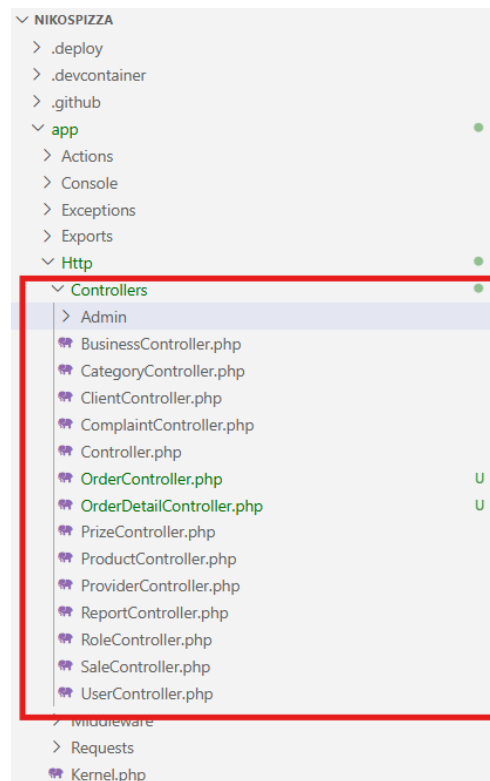 NIKOSPIZZA
.deploy
.devcontainer
.github
app
Actions
Console
Exceptions
Exports
Http
Controllers
Admin
BusinessController.php
CategoryController.php
ClientController.php
ComplaintController.php
Controller.php
OrderController.php U
OrderDetailController.php U
PrizeController.php
ProductController.php
ProviderController.php
ReportController.php
RoleController.php
SaleController.php
UserController.php
Middleware
Requests
Kernel.php